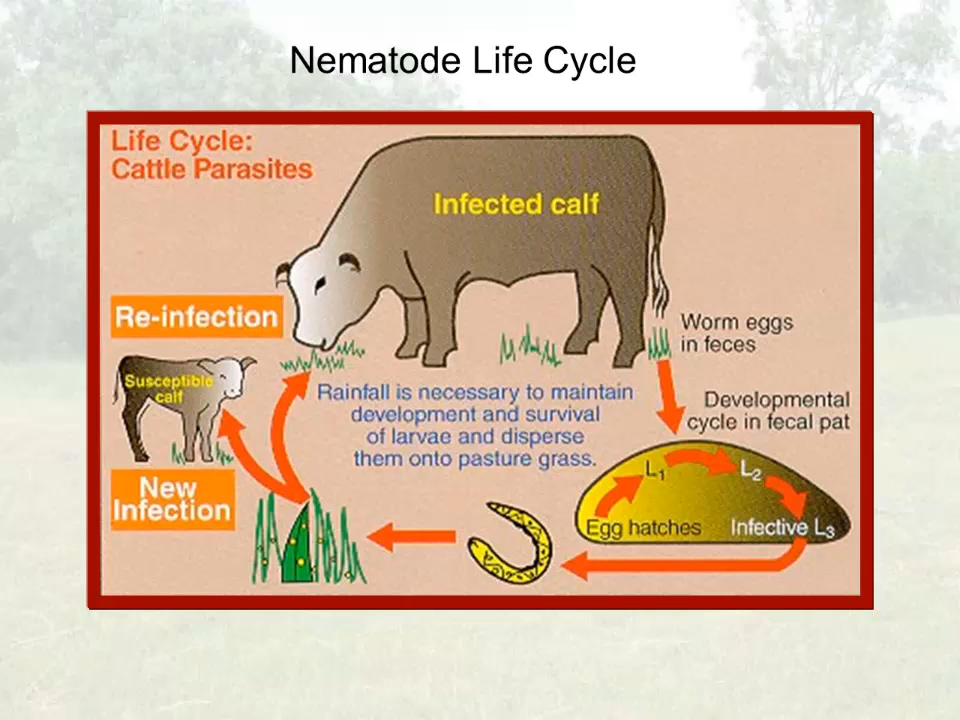 Nematode Life Cycle
Life Cycle:
Cattle Parasites
Infected calf
Re-infection
Worm eggs
in feces
Susceptible
calf
Rainfall is necessary to maintain
development and survival
of larvae and disperse
them onto pasture grass.
Developmental
cycle in fecal pat
New
Infection
L1
L2
Egg hatches
Infective L3